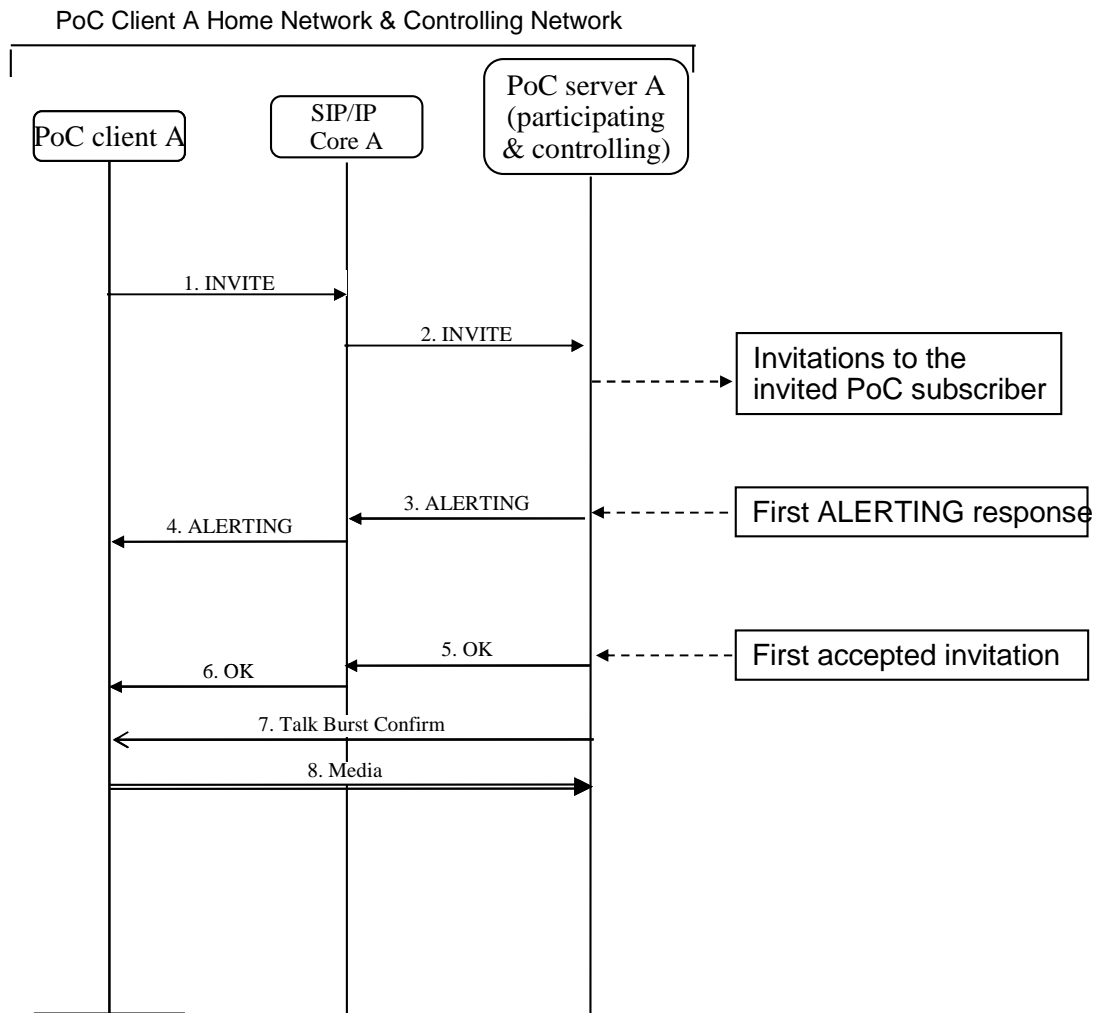 PoC Client A Home Network & Controlling Network
PoC client A
SIP/IP
Core A
PoC server A
(participating
& controlling)
1. INVITE
2. INVITE
Invitations to the
invited PoC subscriber
3. ALERTING
First ALERTING response
4. ALERTING
5. OK
First accepted invitation
6. OK
7. Talk Burst Confirm
8. Media